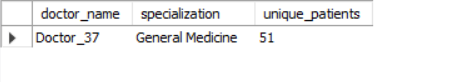 doctor_name specialization unique_patients
Doctor_37 General Medicine 51